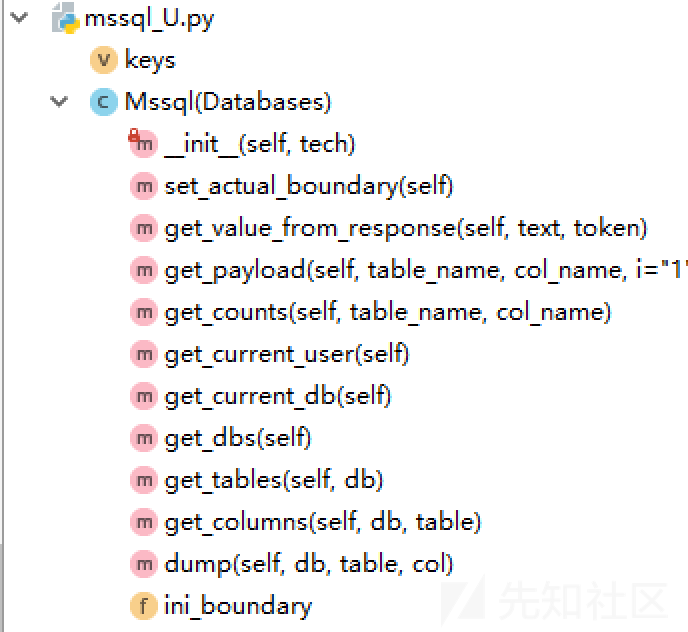 mssql_U.py
v keys
c Mssql(Databases)
m __init__(self, tech)
m set_actual_boundary(self)
m get_value_from_response(self, text, token)
m get_payload(self, table_name, col_name, i="1"
m get_counts(self, table_name, col_name)
m get_current_user(self)
m get_current_db(self)
m get_dbs(self)
m get_tables(self, db)
m get_columns(self, db, table)
m dump(self, db, table, col)
f ini_boundary
先知社区